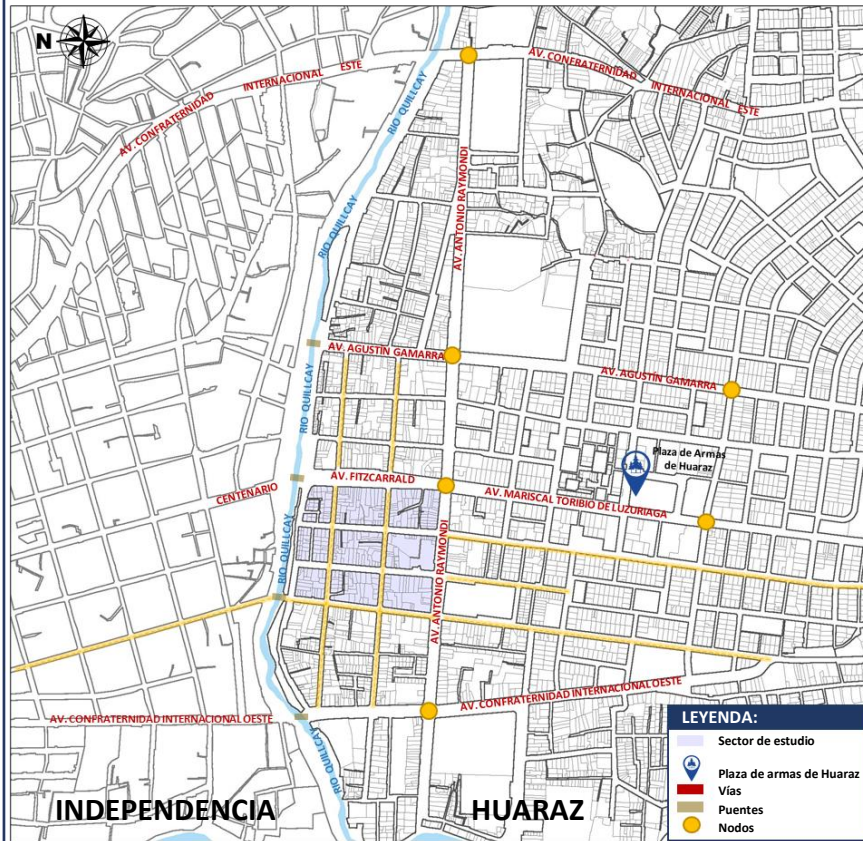 N
AV. CONFRATERNIDAD INTERNACIONAL ESTE
RIO QUILLCAY
AV. CONFRATERNIDAD INTERNACIONAL ESTE
AV. ANTONIO RAYMONDI
RIO QUILLCAY
AV. AGUSTÍN GAMARRA
AV. AGUSTÍN GAMARRA
RIO QUILLCAY
Plaza de Armas
de Huaraz
CENTENARIO
AV. FITZCARRALD
AV. MARISCAL TORIBIO DE LUZURIAGA
RIO QUILLCAY
AV. ANTONIO RAYMONDI
AV. CONFRATERNIDAD INTERNACIONAL OESTE
AV. CONFRATERNIDAD INTERNACIONAL OESTE
RIO QUILLCAY
INDEPENDENCIA
HUARAZ
LEYENDA:
Sector de estudio
Plaza de armas de Huaraz
Vías
Puentes
Nodos